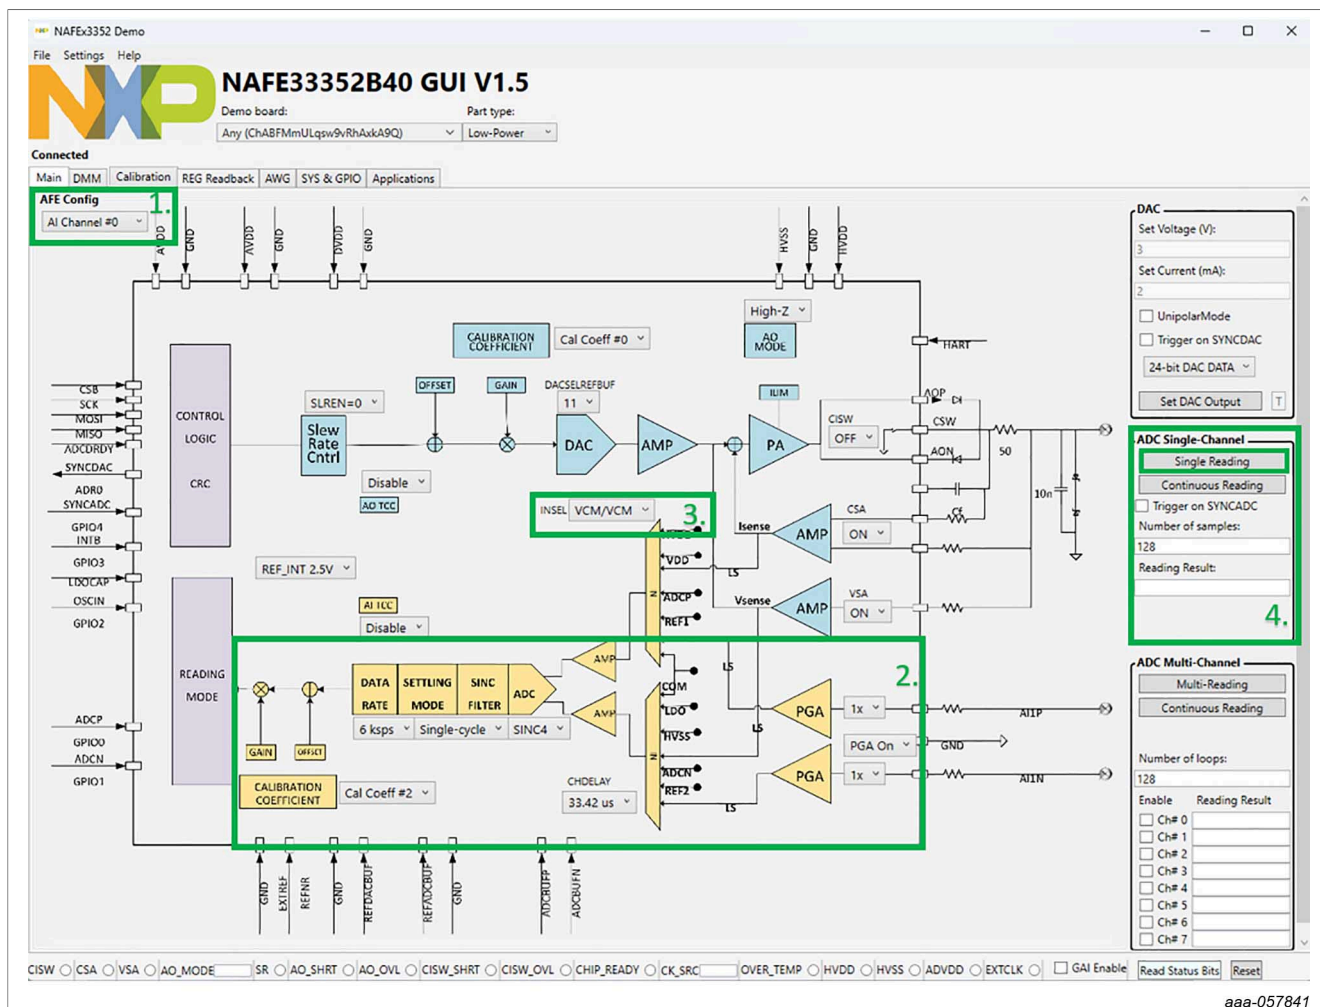 NAFEx3352 Demo
File Settings Help
NXP
NAFE33352B40 GUI V1.5
Demo board:
Part type:
Any (ChABFMmULqsw9vRhAxkA9Q)
Low-Power
Connected
Main DMM Calibration REG Readback AWG SYS & GPIO Applications
AFE Config
1.
AI Channel #0
AVDD
GND
AVDD
GND
DVDD
GND
HVSS
GND
HVDD
High-Z
AO MODE
CALIBRATION COEFFICIENT
Cal Coeff #0
HART
CSB
SCK
MOSI
MISO
ADCDRDY
SYNCDAC
ADR0
SYNCADC
GPIO4
INTB
GPIO3
LDOCAP
OSCIN
GPIO2
ADCP
GPIO0
ADCN
GPIO1
CONTROL
LOGIC
CRC
SLREN=0
Slew
Rate
Cntrl
OFFSET
GAIN
DACSELREFBUF
11
DAC
AMP
ILIM
PA
CISW
OFF
AOP
CSW
AON
50
10n
Cf
Disable
AO TCC
INSEL VCM/VCM
3.
Isense
AMP
CSA
ON
Vsense
AMP
VSA
ON
VDD
LS
ADCP
REF1
REF_INT 2.5V
AI TCC
Disable
READING
MODE
2.
AMP
LS
COM
LDO
HVSS
ADCN
REF2
LS
LS
AMP
DATA
RATE
SETTLING
MODE
SINC
FILTER
ADC
6 ksps
Single-cycle
SINC4
GAIN
OFFSET
CALIBRATION
COEFFICIENT
Cal Coeff #2
CHDELAY
33.42 us
PGA
1x
PGA On
PGA
1x
AI1P
GND
AI1N
GND
EXTREF
REFNR
GND
REFDACBUF
REFADCBUF
GND
ADCBUFP
ADCBUFN
DAC
Set Voltage (V):
3
Set Current (mA):
2
UnipolarMode
Trigger on SYNCDAC
24-bit DAC DATA
Set DAC Output
T
ADC Single-Channel
Single Reading
Continuous Reading
Trigger on SYNCADC
Number of samples:
128
Reading Result:
4.
ADC Multi-Channel
Multi-Reading
Continuous Reading
Number of loops:
128
Enable Reading Result
Ch# 0
Ch# 1
Ch# 2
Ch# 3
Ch# 4
Ch# 5
Ch# 6
Ch# 7
CISW CSA VSA AO_MODE SR AO_SHRT AO_OVL CISW_SHRT CISW_OVL CHIP_READY CK_SRC OVER_TEMP HVDD HVSS ADVDD EXTCLK GAI Enable Read Status Bits Reset
aaa-057841